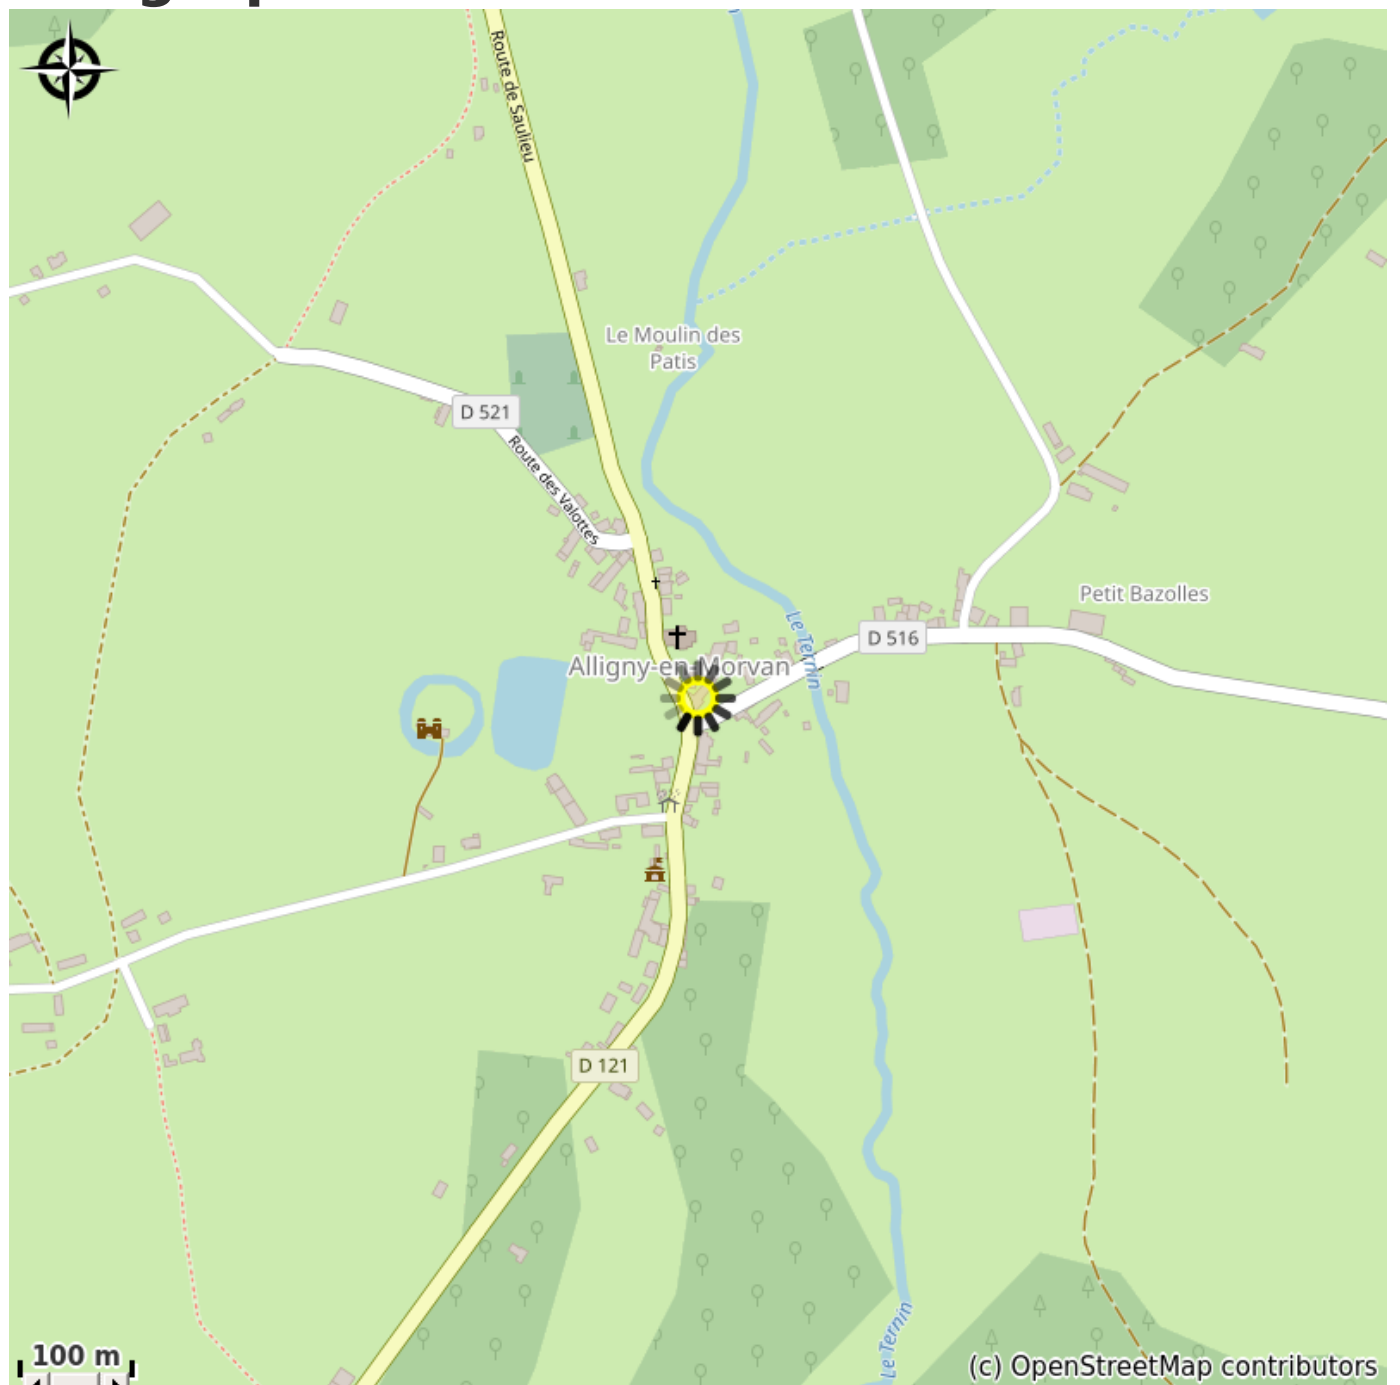 Route de Saulieu
Le Moulin des
Patis
D 521
Route des Valottes
Petit Bazolles
Le Ternin
D 516
Alligny-en-Morvan
D 121
Le Ternin
100 m
(c) OpenStreetMap contributors